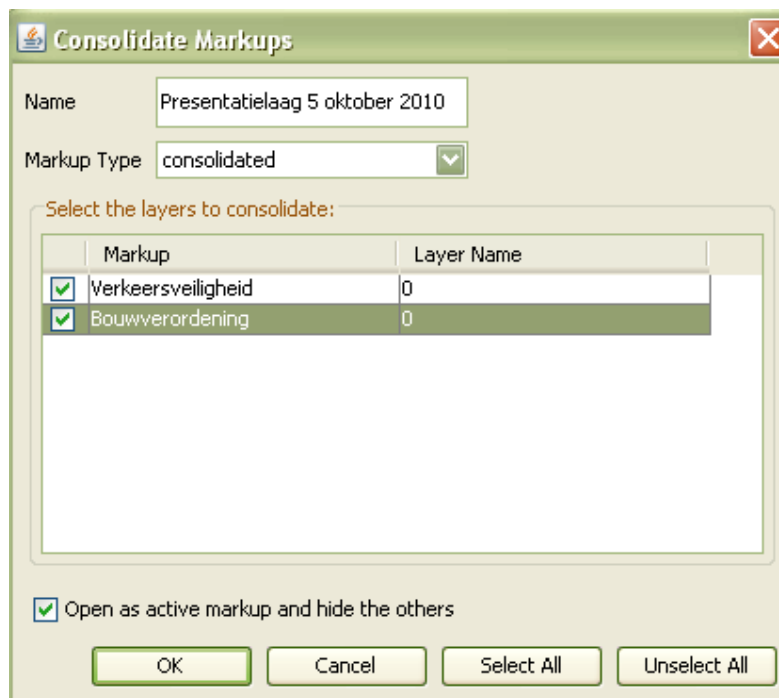 Consolidate Markups
Name Presentatielaag 5 oktober 2010
Markup Type consolidated
Select the layers to consolidate:
Markup Layer Name
Verkeersveiligheid 0
Bouwverordening 0
Open as active markup and hide the others
OK Cancel Select All Unselect All